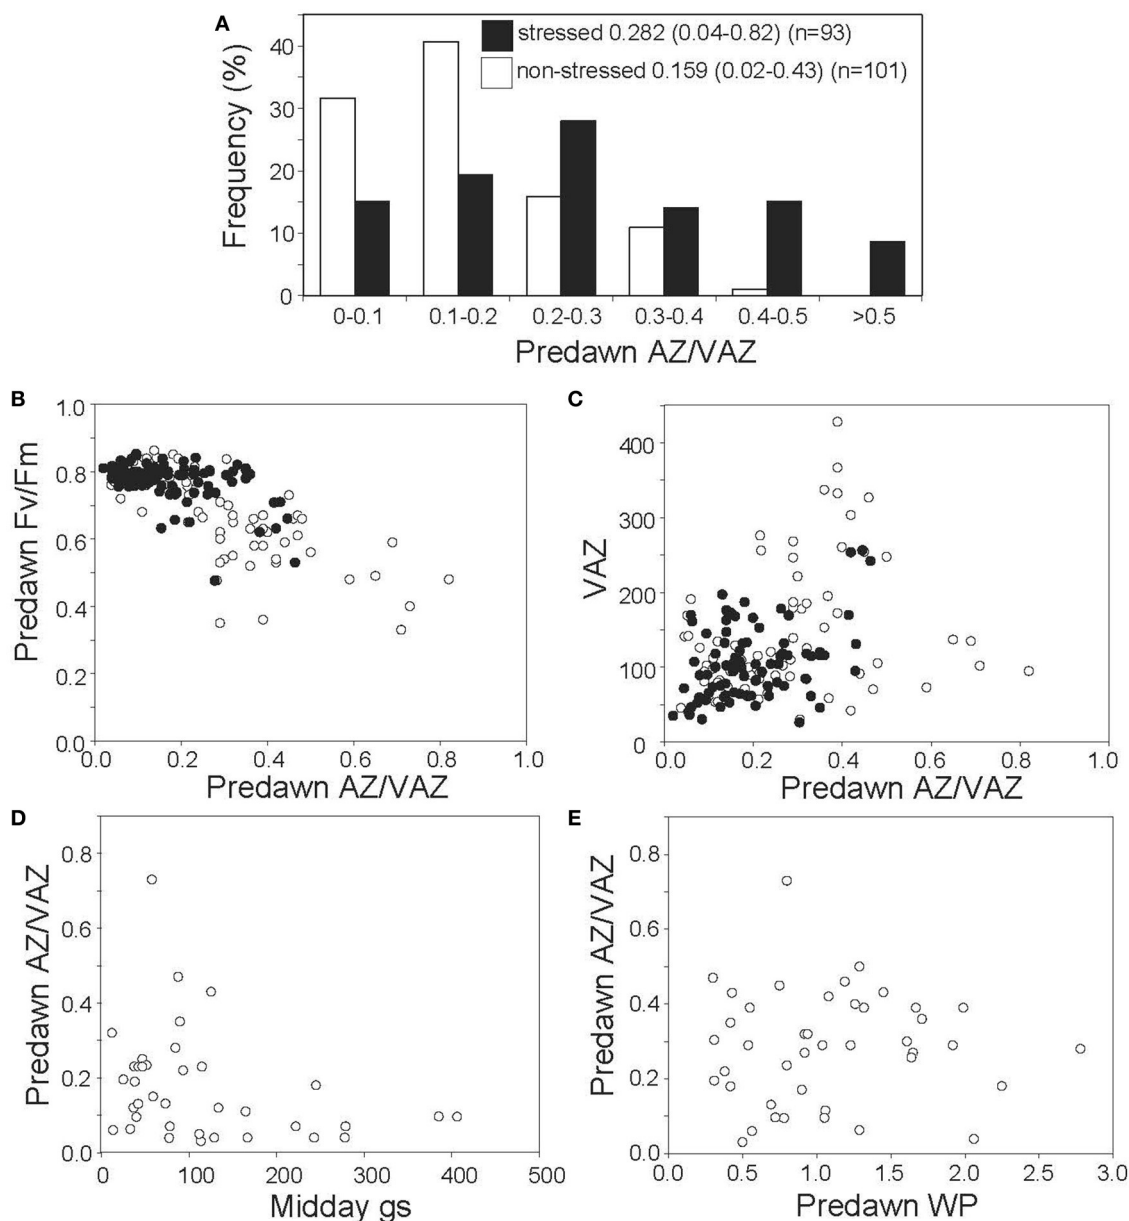 A
stressed 0.282 (0.04-0.82) (n=93)
non-stressed 0.159 (0.02-0.43) (n=101)
Frequency (%)
40
30
20
10
0
0-0.1 0.1-0.2 0.2-0.3 0.3-0.4 0.4-0.5 >0.5
Predawn AZ/VAZ
B
Predawn Fv/Fm
1.0
0.8
0.6
0.4
0.2
0.0
0.0 0.2 0.4 0.6 0.8 1.0
Predawn AZ/VAZ
C
VAZ
400
300
200
100
0
0.0 0.2 0.4 0.6 0.8 1.0
Predawn AZ/VAZ
D
Predawn AZ/VAZ
0.8
0.6
0.4
0.2
0.0
0 100 200 300 400 500
Midday gs
E
Predawn AZ/VAZ
0.8
0.6
0.4
0.2
0.0
0.5 1.0 1.5 2.0 2.5 3.0
Predawn WP